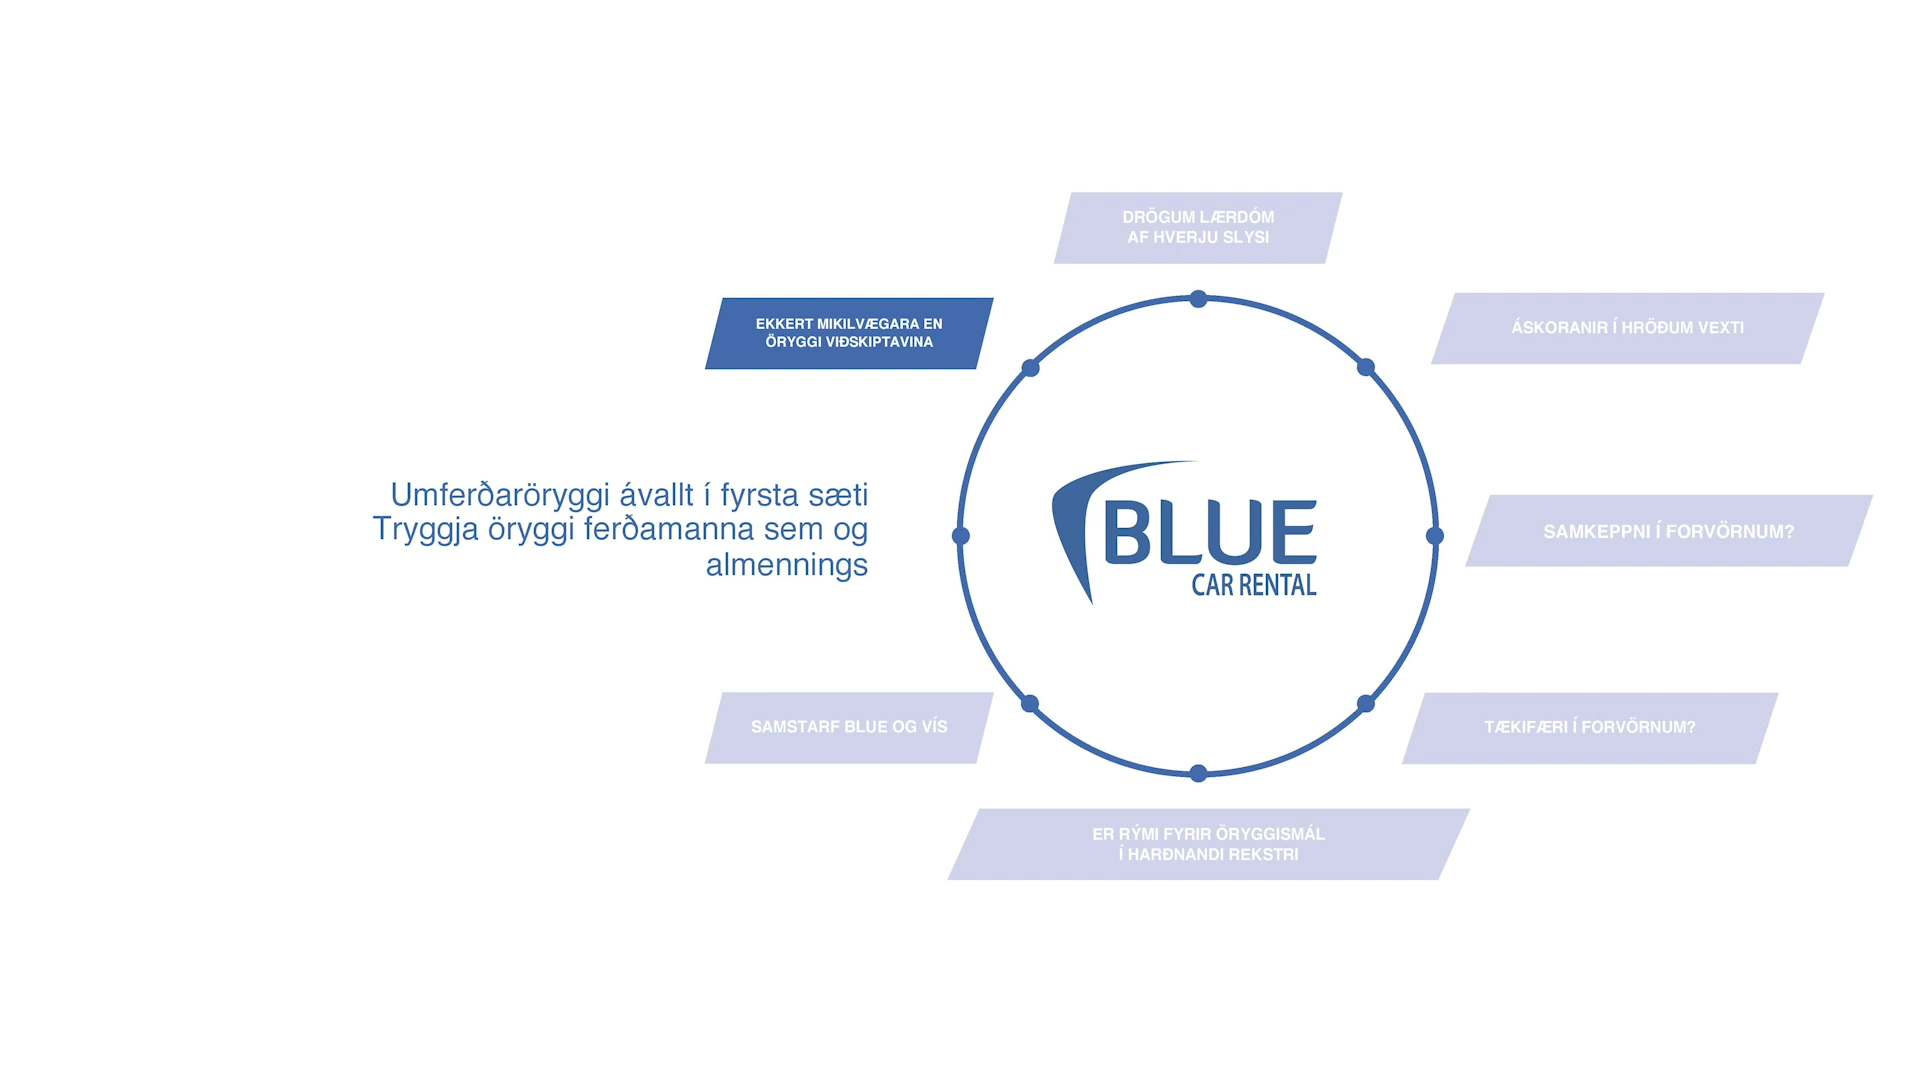 DRÖGUM LÆRDÓM
AF HVERJU SLYSI
EKKERT MIKILVÆGARA EN
ÖRYGGI VIÐSKIPTAVINA
ÁSKORANIR Í HRÖÐUM VEXTI
Umferðaröryggi ávallt í fyrsta sæti
Tryggja öryggi ferðamanna sem og
almennings
BLUE
CAR RENTAL
SAMKEPPNI Í FORVÖRNUM?
SAMSTARF BLUE OG VÍS
TÆKIFÆRI Í FORVÖRNUM?
ER RÝMI FYRIR ÖRYGGISMÁL
Í HARÐNANDI REKSTRI